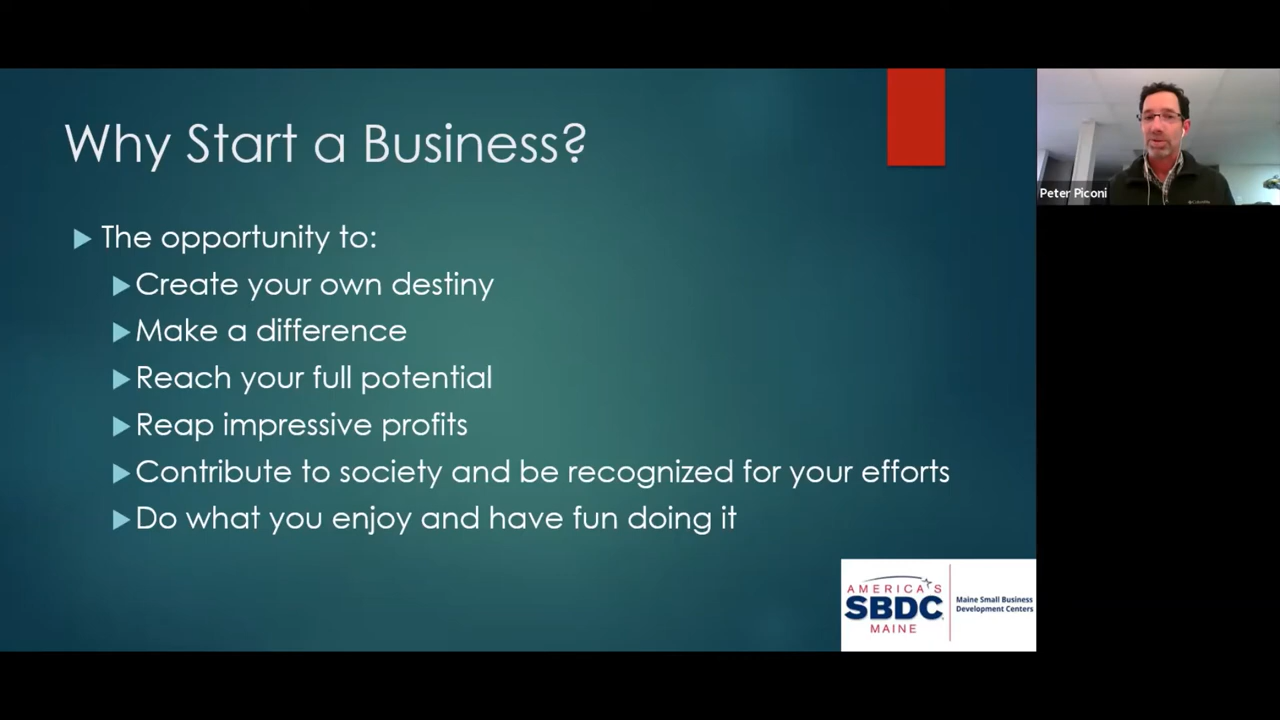 Why Start a Business?
The opportunity to:
Create your own destiny
Make a difference
Reach your full potential
Reap impressive profits
Contribute to society and be recognized for your efforts
Do what you enjoy and have fun doing it
Peter Piconi
AMERICA'S
SBDC
MAINE
Maine Small Business
Development Centers